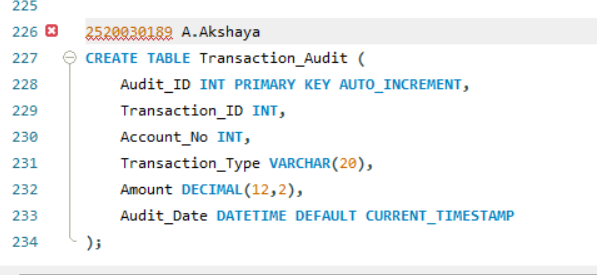 225
226 2520030189 A.Akshaya
227 CREATE TABLE Transaction_Audit (
228 Audit_ID INT PRIMARY KEY AUTO_INCREMENT,
229 Transaction_ID INT,
230 Account_No INT,
231 Transaction_Type VARCHAR(20),
232 Amount DECIMAL(12,2),
233 Audit_Date DATETIME DEFAULT CURRENT_TIMESTAMP
234 );